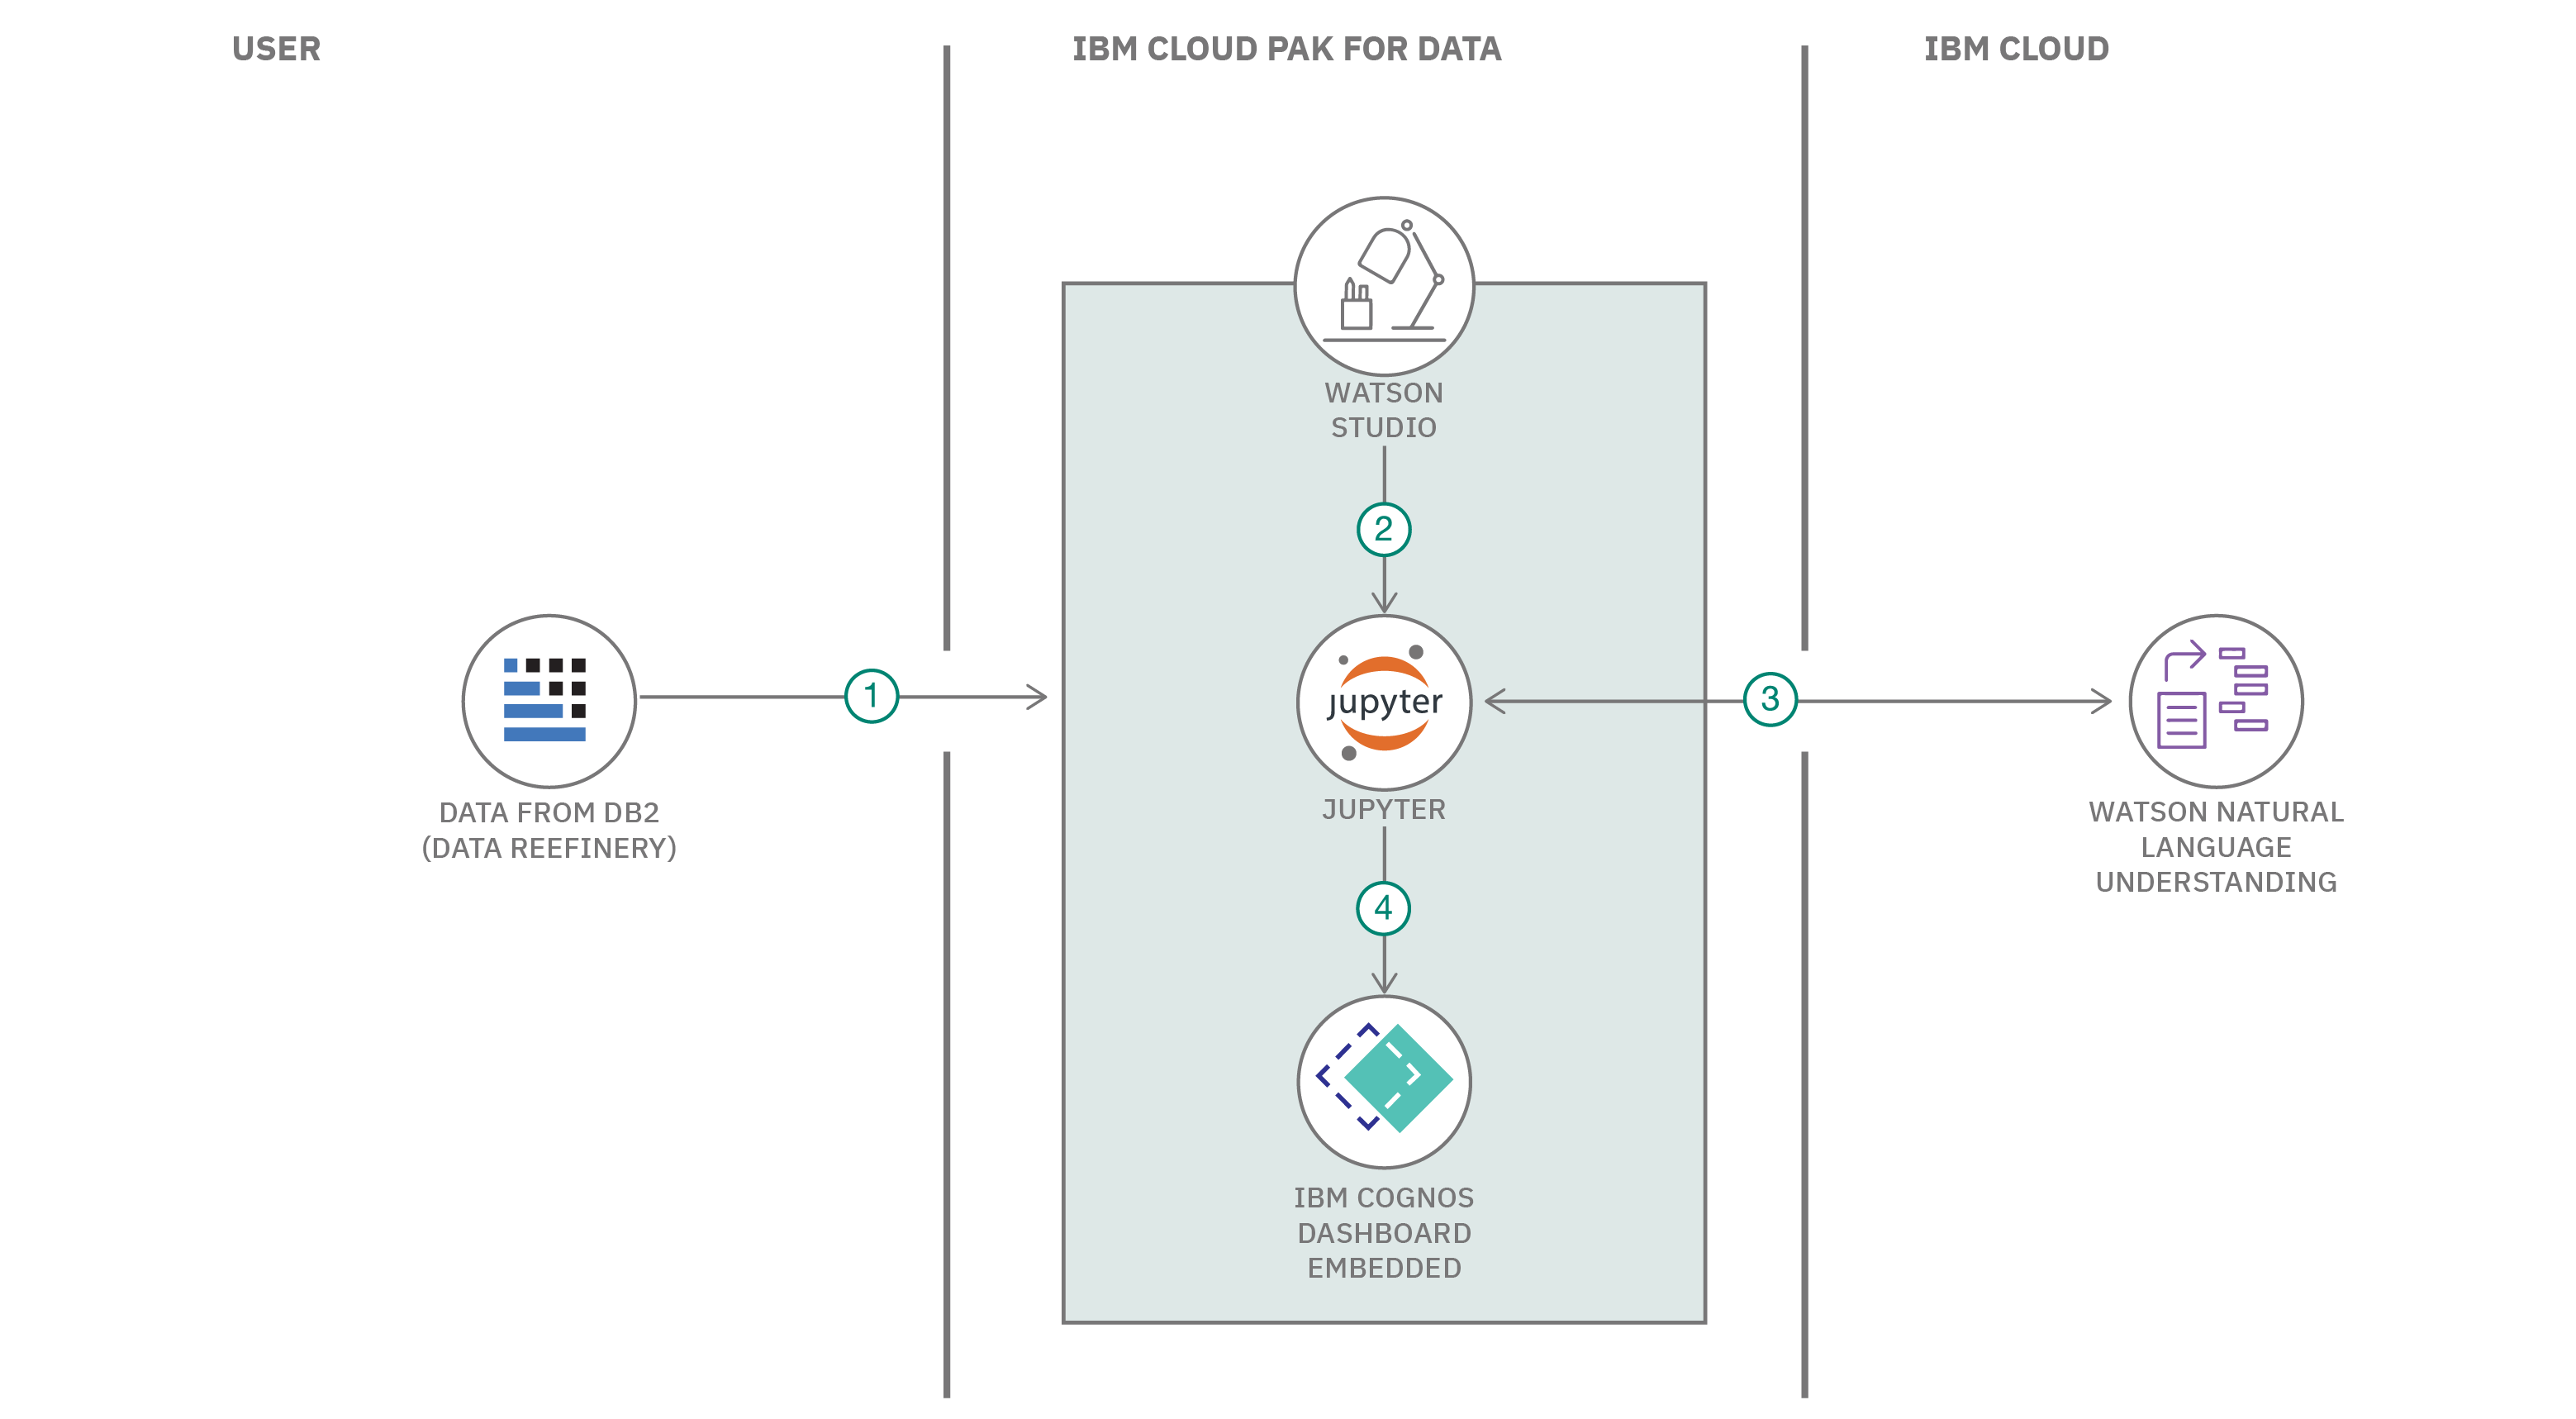 USER
IBM CLOUD PAK FOR DATA
IBM CLOUD
WATSON
STUDIO
2
1
jupyter
3
DATA FROM DB2
(DATA REEFINERY)
JUPYTER
WATSON NATURAL
LANGUAGE
UNDERSTANDING
4
IBM COGNOS
DASHBOARD
EMBEDDED